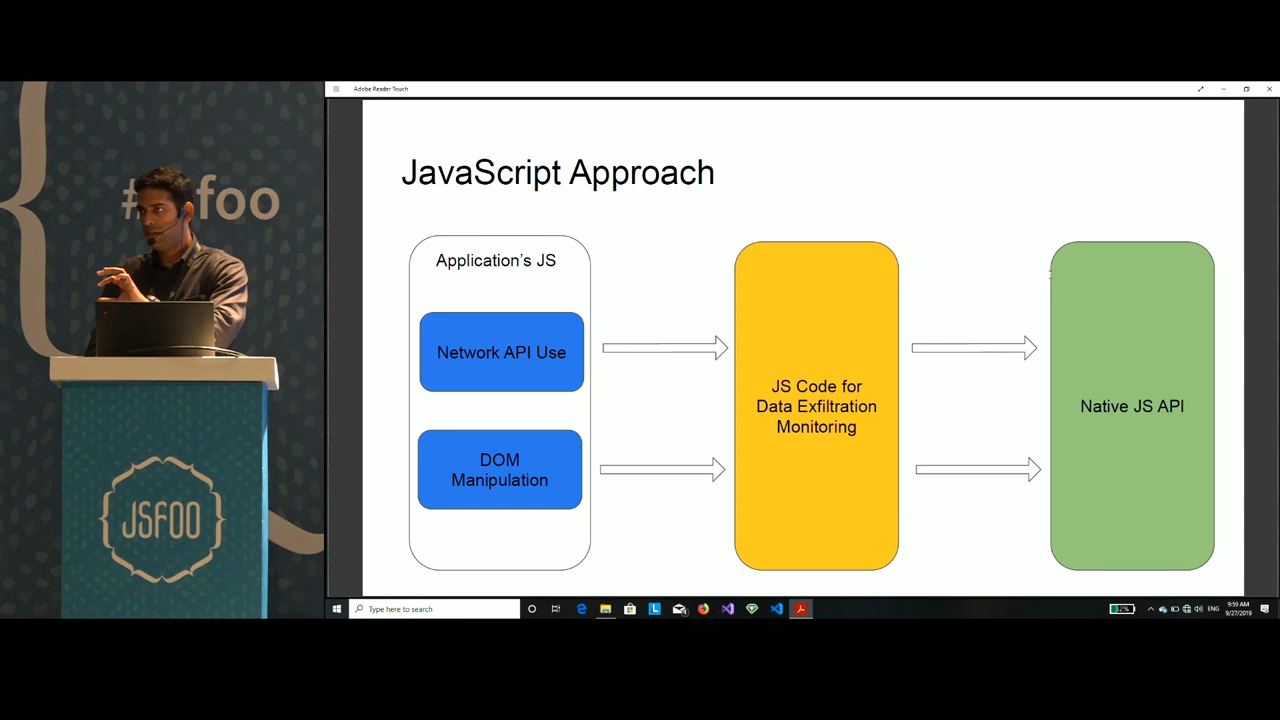 Adobe Reader Touch
#jsfoo
JSFOO
JavaScript Approach
Application's JS
Network API Use
DOM
Manipulation
JS Code for
Data Exfiltration
Monitoring
Native JS API
Type here to search
ENG
9:59 AM
9/27/2019